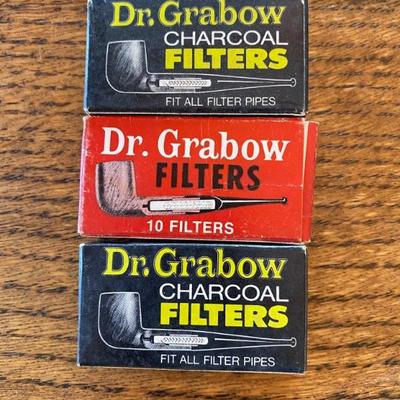 Dr. Grabow
CHARCOAL
FILTERS
FIT ALL FILTER PIPES
Dr. Grabow
FILTERS
10 FILTERS
Dr. Grabow
CHARCOAL
FILTERS
FIT ALL FILTER PIPES